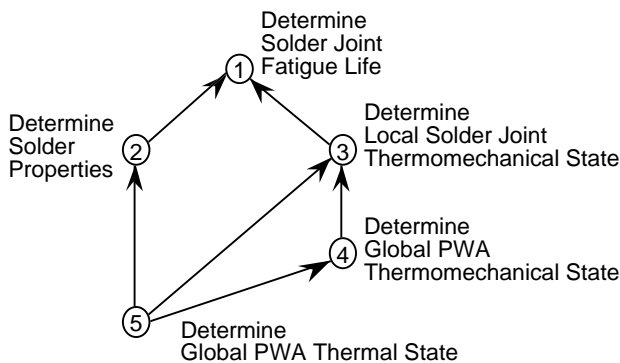 Determine
Solder Joint
Fatigue Life
1
Determine
Solder
Properties
2
3
Determine
Local Solder Joint
Thermomechanical State
4
Determine
Global PWA
Thermomechanical State
5
Determine
Global PWA Thermal State